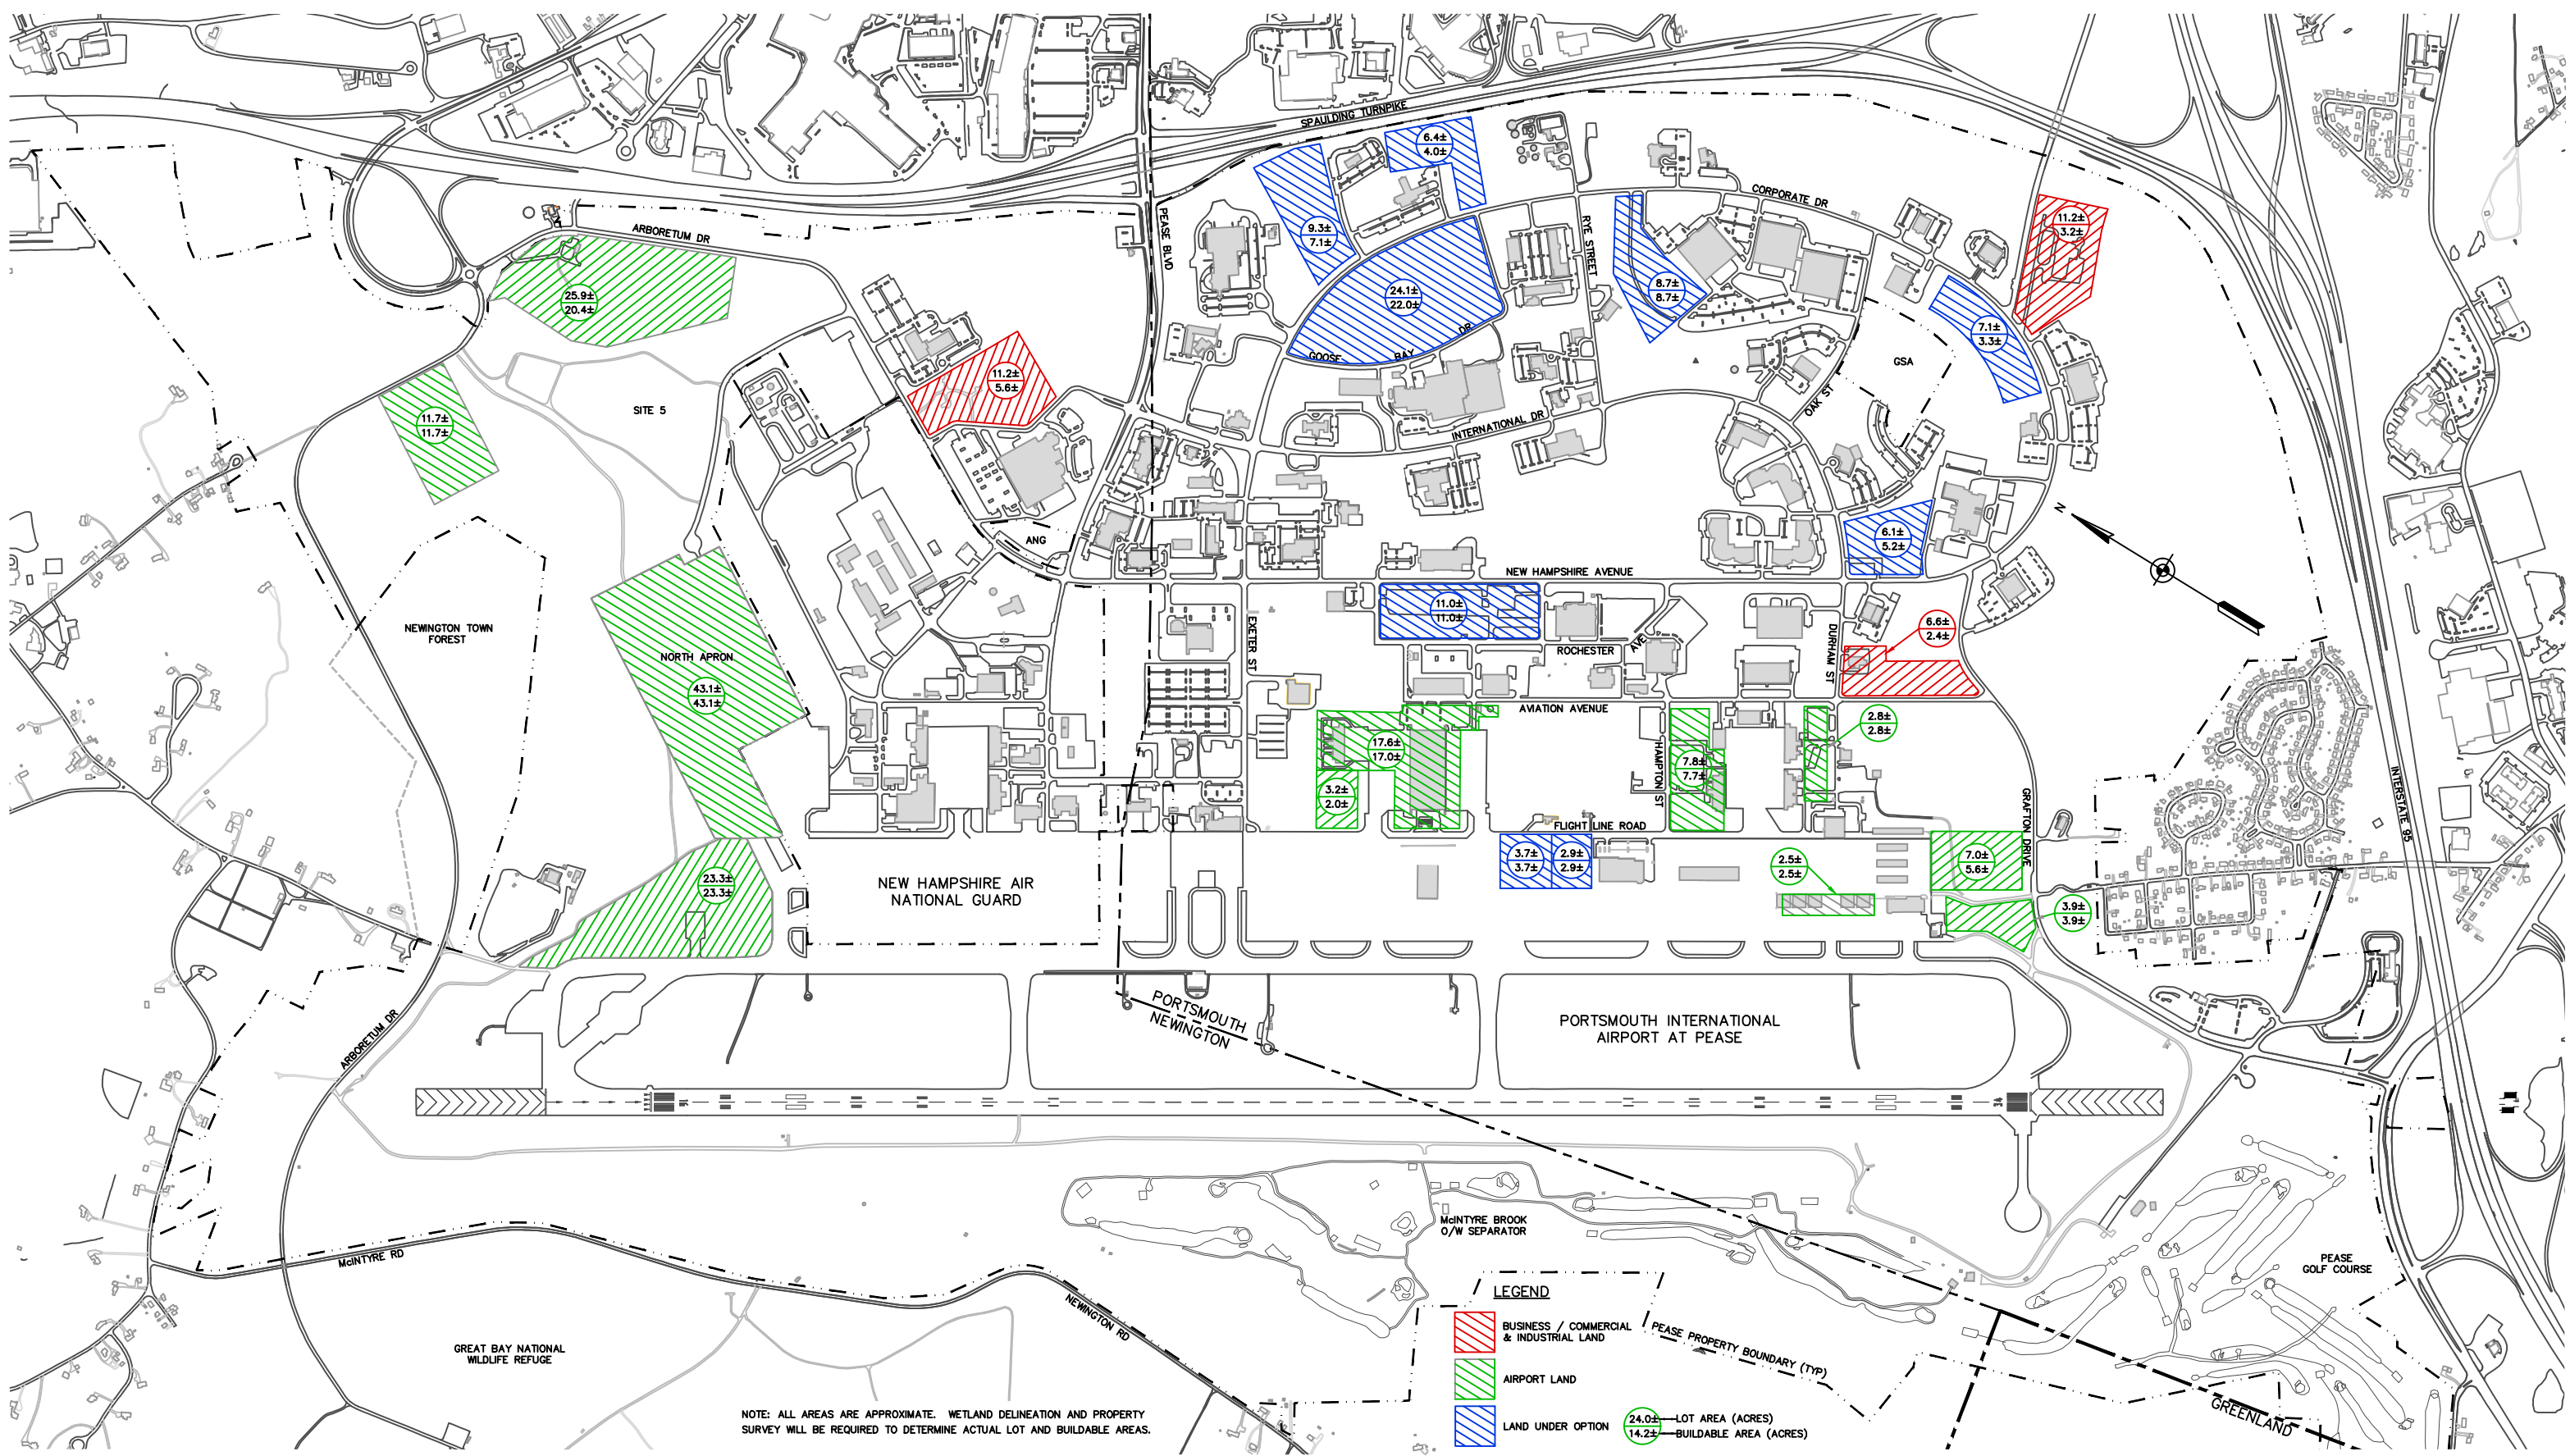 SPAULDING TURNPIKE
6.4±
4.0±
PEASE BLVD
ARBORETUM DR
CORPORATE DR
RYE STREET
11.2±
3.2±
9.3±
7.1±
25.9±
20.4±
24.1±
22.0±
8.7±
8.7±
7.1±
3.3±
GOOSE BAY DR
GSA
11.2±
5.6±
SITE 5
11.7±
11.7±
INTERNATIONAL DR
OAK ST
N
ANG
6.1±
5.2±
NEW HAMPSHIRE AVENUE
NEWINGTON TOWN
FOREST
EXETER ST
11.0±
11.0±
6.6±
2.4±
ROCHESTER AVE
DURHAM ST
NORTH APRON
43.1±
43.1±
AVIATION AVENUE
2.8±
2.8±
17.6±
17.0±
HAMPTON ST
7.8±
7.7±
3.2±
2.0±
INTERSTATE 95
GRAFTON DRIVE
FLIGHT LINE ROAD
3.7±
3.7±
2.9±
2.9±
2.5±
2.5±
7.0±
5.6±
23.3±
23.3±
NEW HAMPSHIRE AIR
NATIONAL GUARD
3.9±
3.9±
PORTSMOUTH
NEWINGTON
PORTSMOUTH INTERNATIONAL
AIRPORT AT PEASE
ARBORETUM DR
34
McINTYRE BROOK
O/W SEPARATOR
McINTYRE RD
PEASE
GOLF COURSE
NEWINGTON RD
GREAT BAY NATIONAL
WILDLIFE REFUGE
LEGEND
BUSINESS / COMMERCIAL
& INDUSTRIAL LAND
PEASE PROPERTY BOUNDARY (TYP)
AIRPORT LAND
LAND UNDER OPTION
24.0± LOT AREA (ACRES)
14.2± BUILDABLE AREA (ACRES)
GREENLAND
NOTE: ALL AREAS ARE APPROXIMATE. WETLAND DELINEATION AND PROPERTY
SURVEY WILL BE REQUIRED TO DETERMINE ACTUAL LOT AND BUILDABLE AREAS.